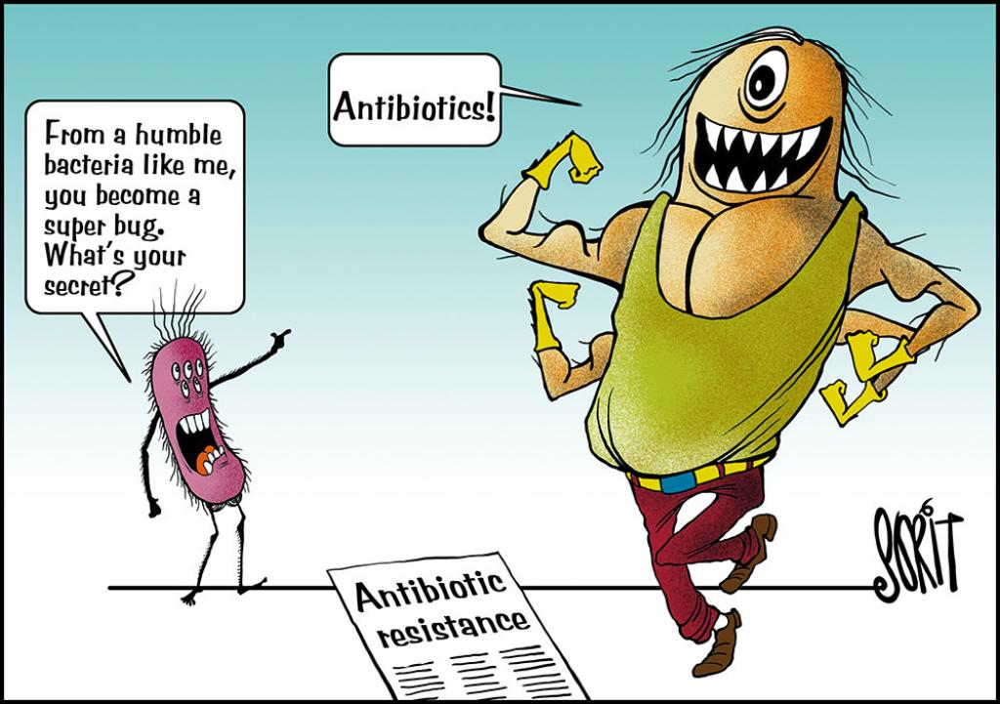 From a humble
bacteria like me,
you become a
super bug.
What's your
secret?
Antibiotics!
Antibiotic
resistance
SORIT